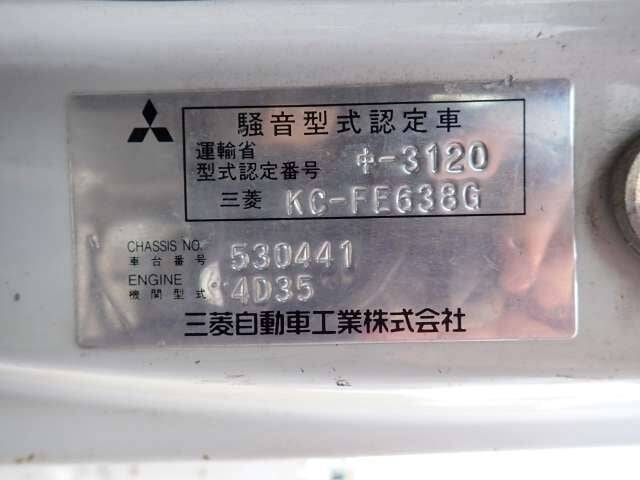 騒音型式認定車
運輸省
型式認定番号 中-3120
三菱 KC-FE638G
CHASSIS NO.
車台番号 530441
ENGINE
機関型式 4D35
三菱自動車工業株式会社